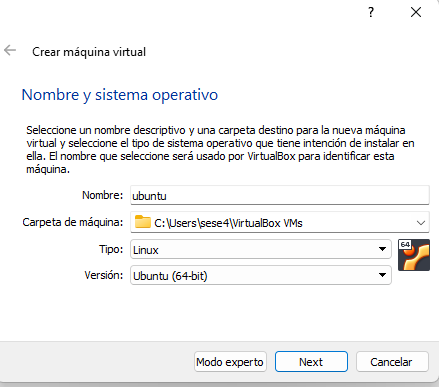 ?
Crear máquina virtual
Nombre y sistema operativo
Seleccione un nombre descriptivo y una carpeta destino para la nueva máquina
virtual y seleccione el tipo de sistema operativo que tiene intención de instalar en
ella. El nombre que seleccione será usado por VirtualBox para identificar esta
máquina.
Nombre: ubuntu
Carpeta de máquina: C:\Users\sese4\VirtualBox VMs
Tipo: Linux
64
Versión: Ubuntu (64-bit)
Modo experto Next Cancelar